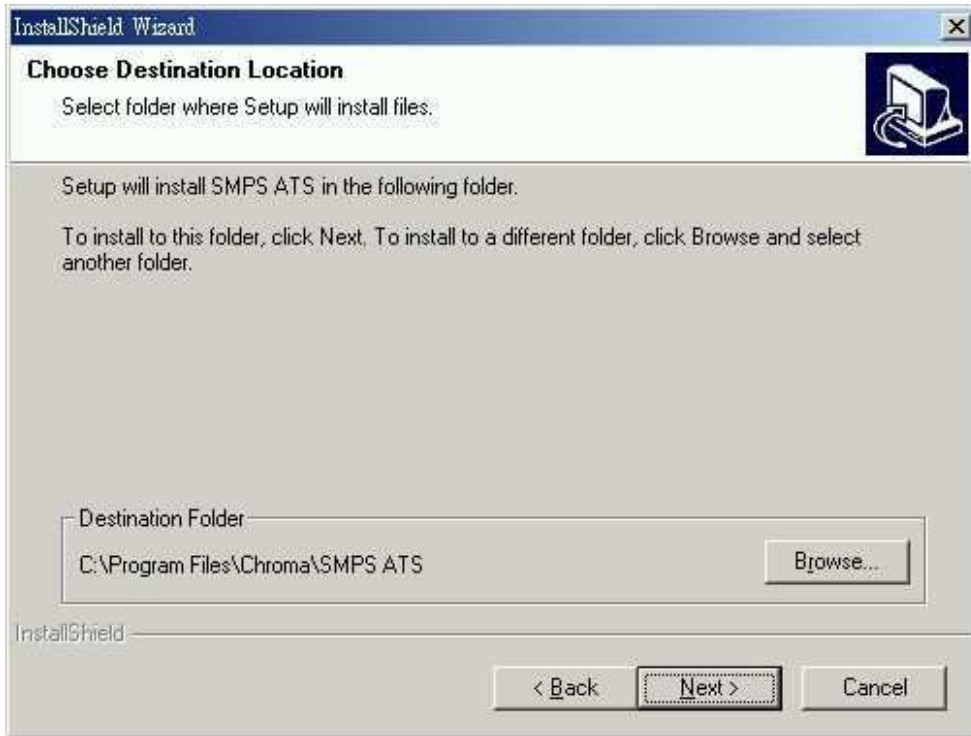 InstallShield Wizard
Choose Destination Location
Select folder where Setup will install files.
Setup will install SMPS ATS in the following folder.
To install to this folder, click Next. To install to a different folder, click Browse and select
another folder.
Destination Folder
C:\Program Files\Chroma\SMPS ATS
Browse...
InstallShield
< Back
Next >
Cancel